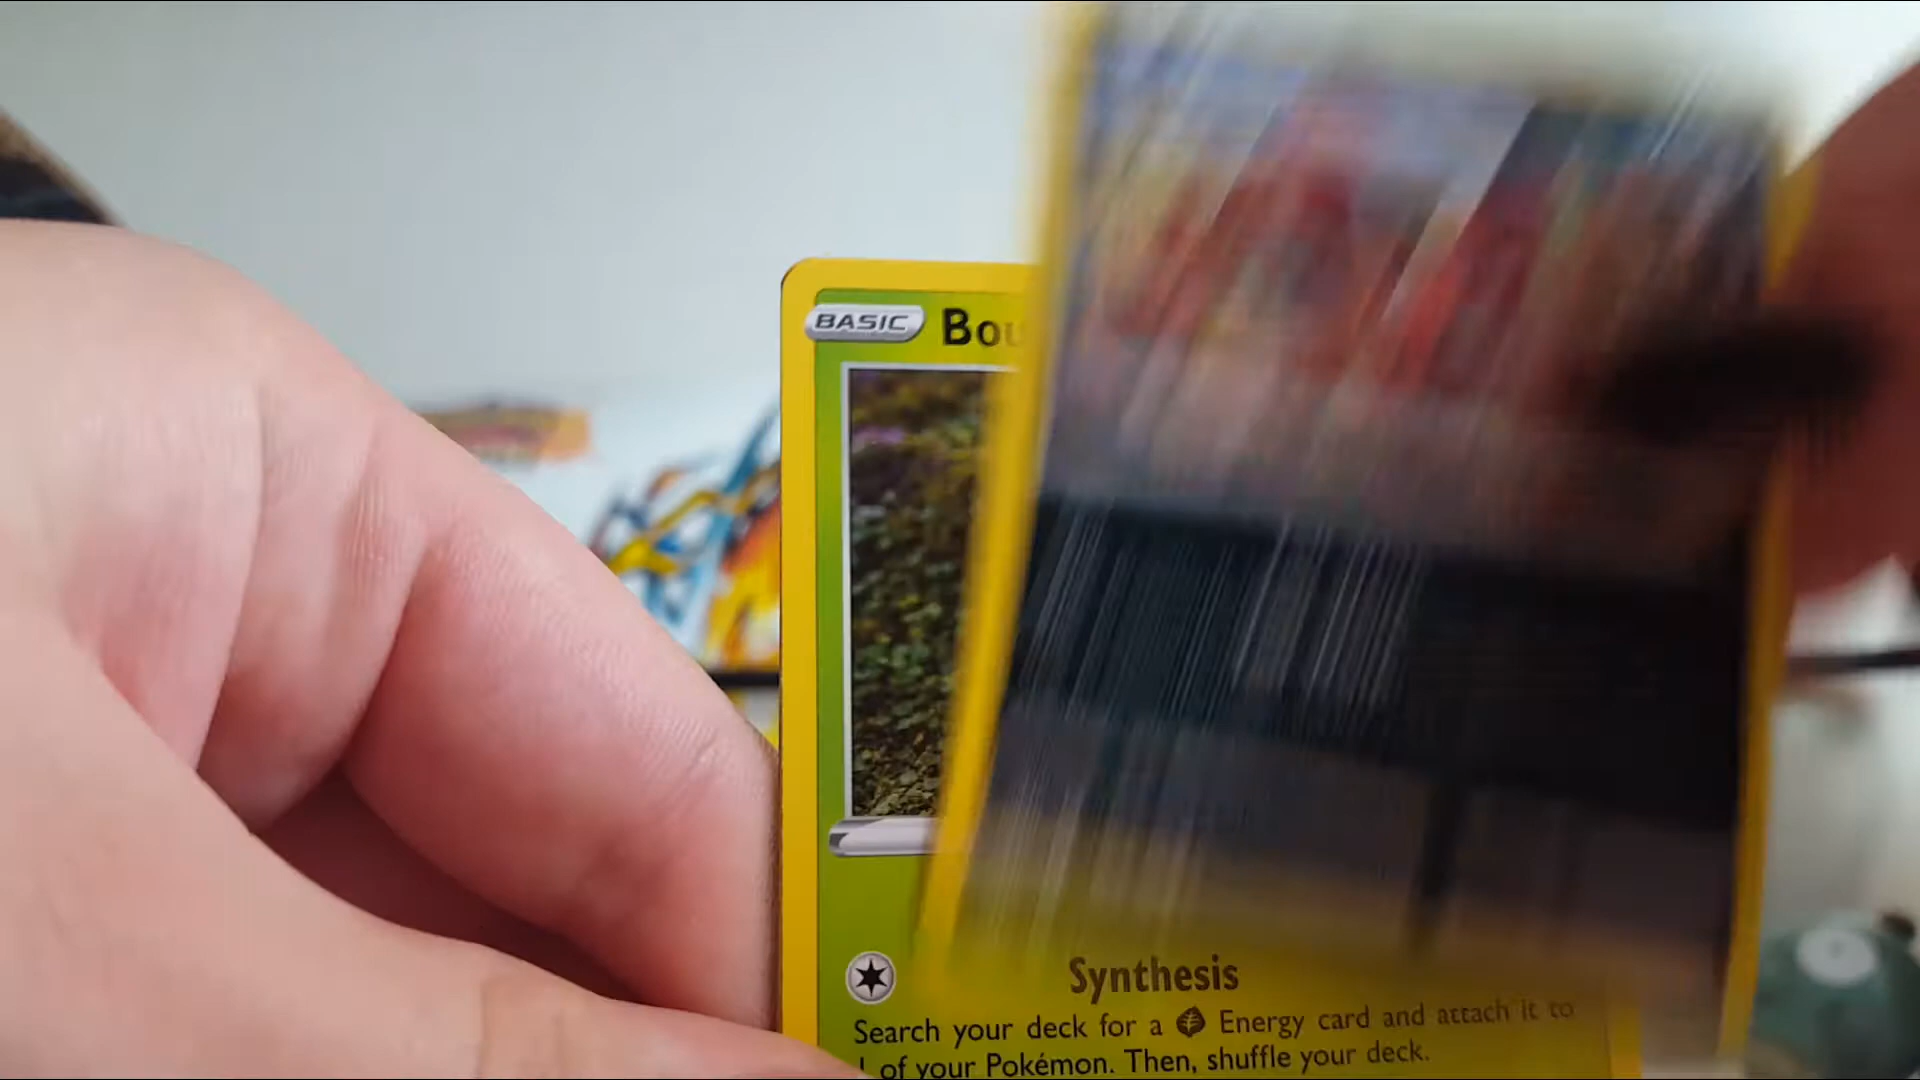 BASIC Bou
Synthesis
Search your deck for a Energy card and attach it to
1 of your Pokémon. Then, shuffle your deck.